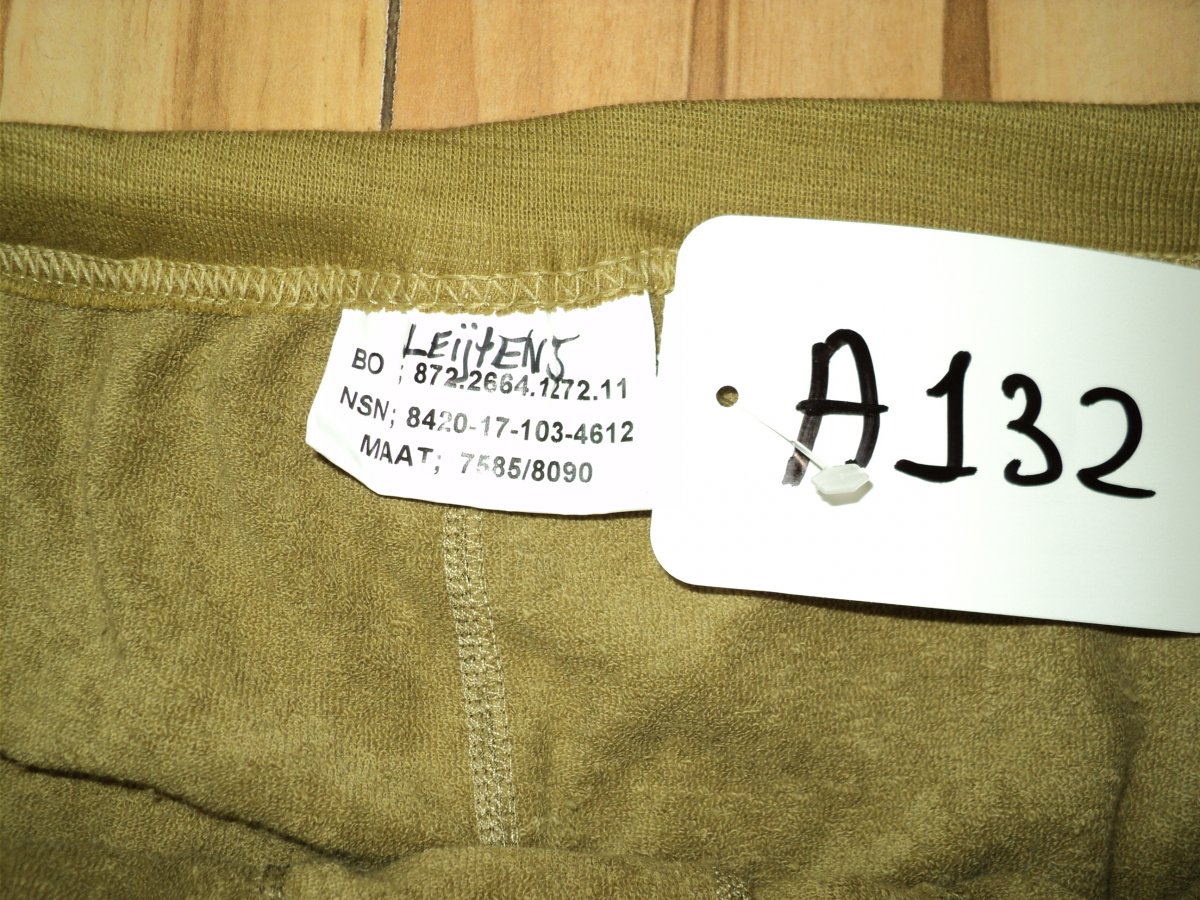 LEijtENS
BO ; 872.2664.1272.11
NSN; 8420-17-103-4612
MAAT; 7585/8090
A132